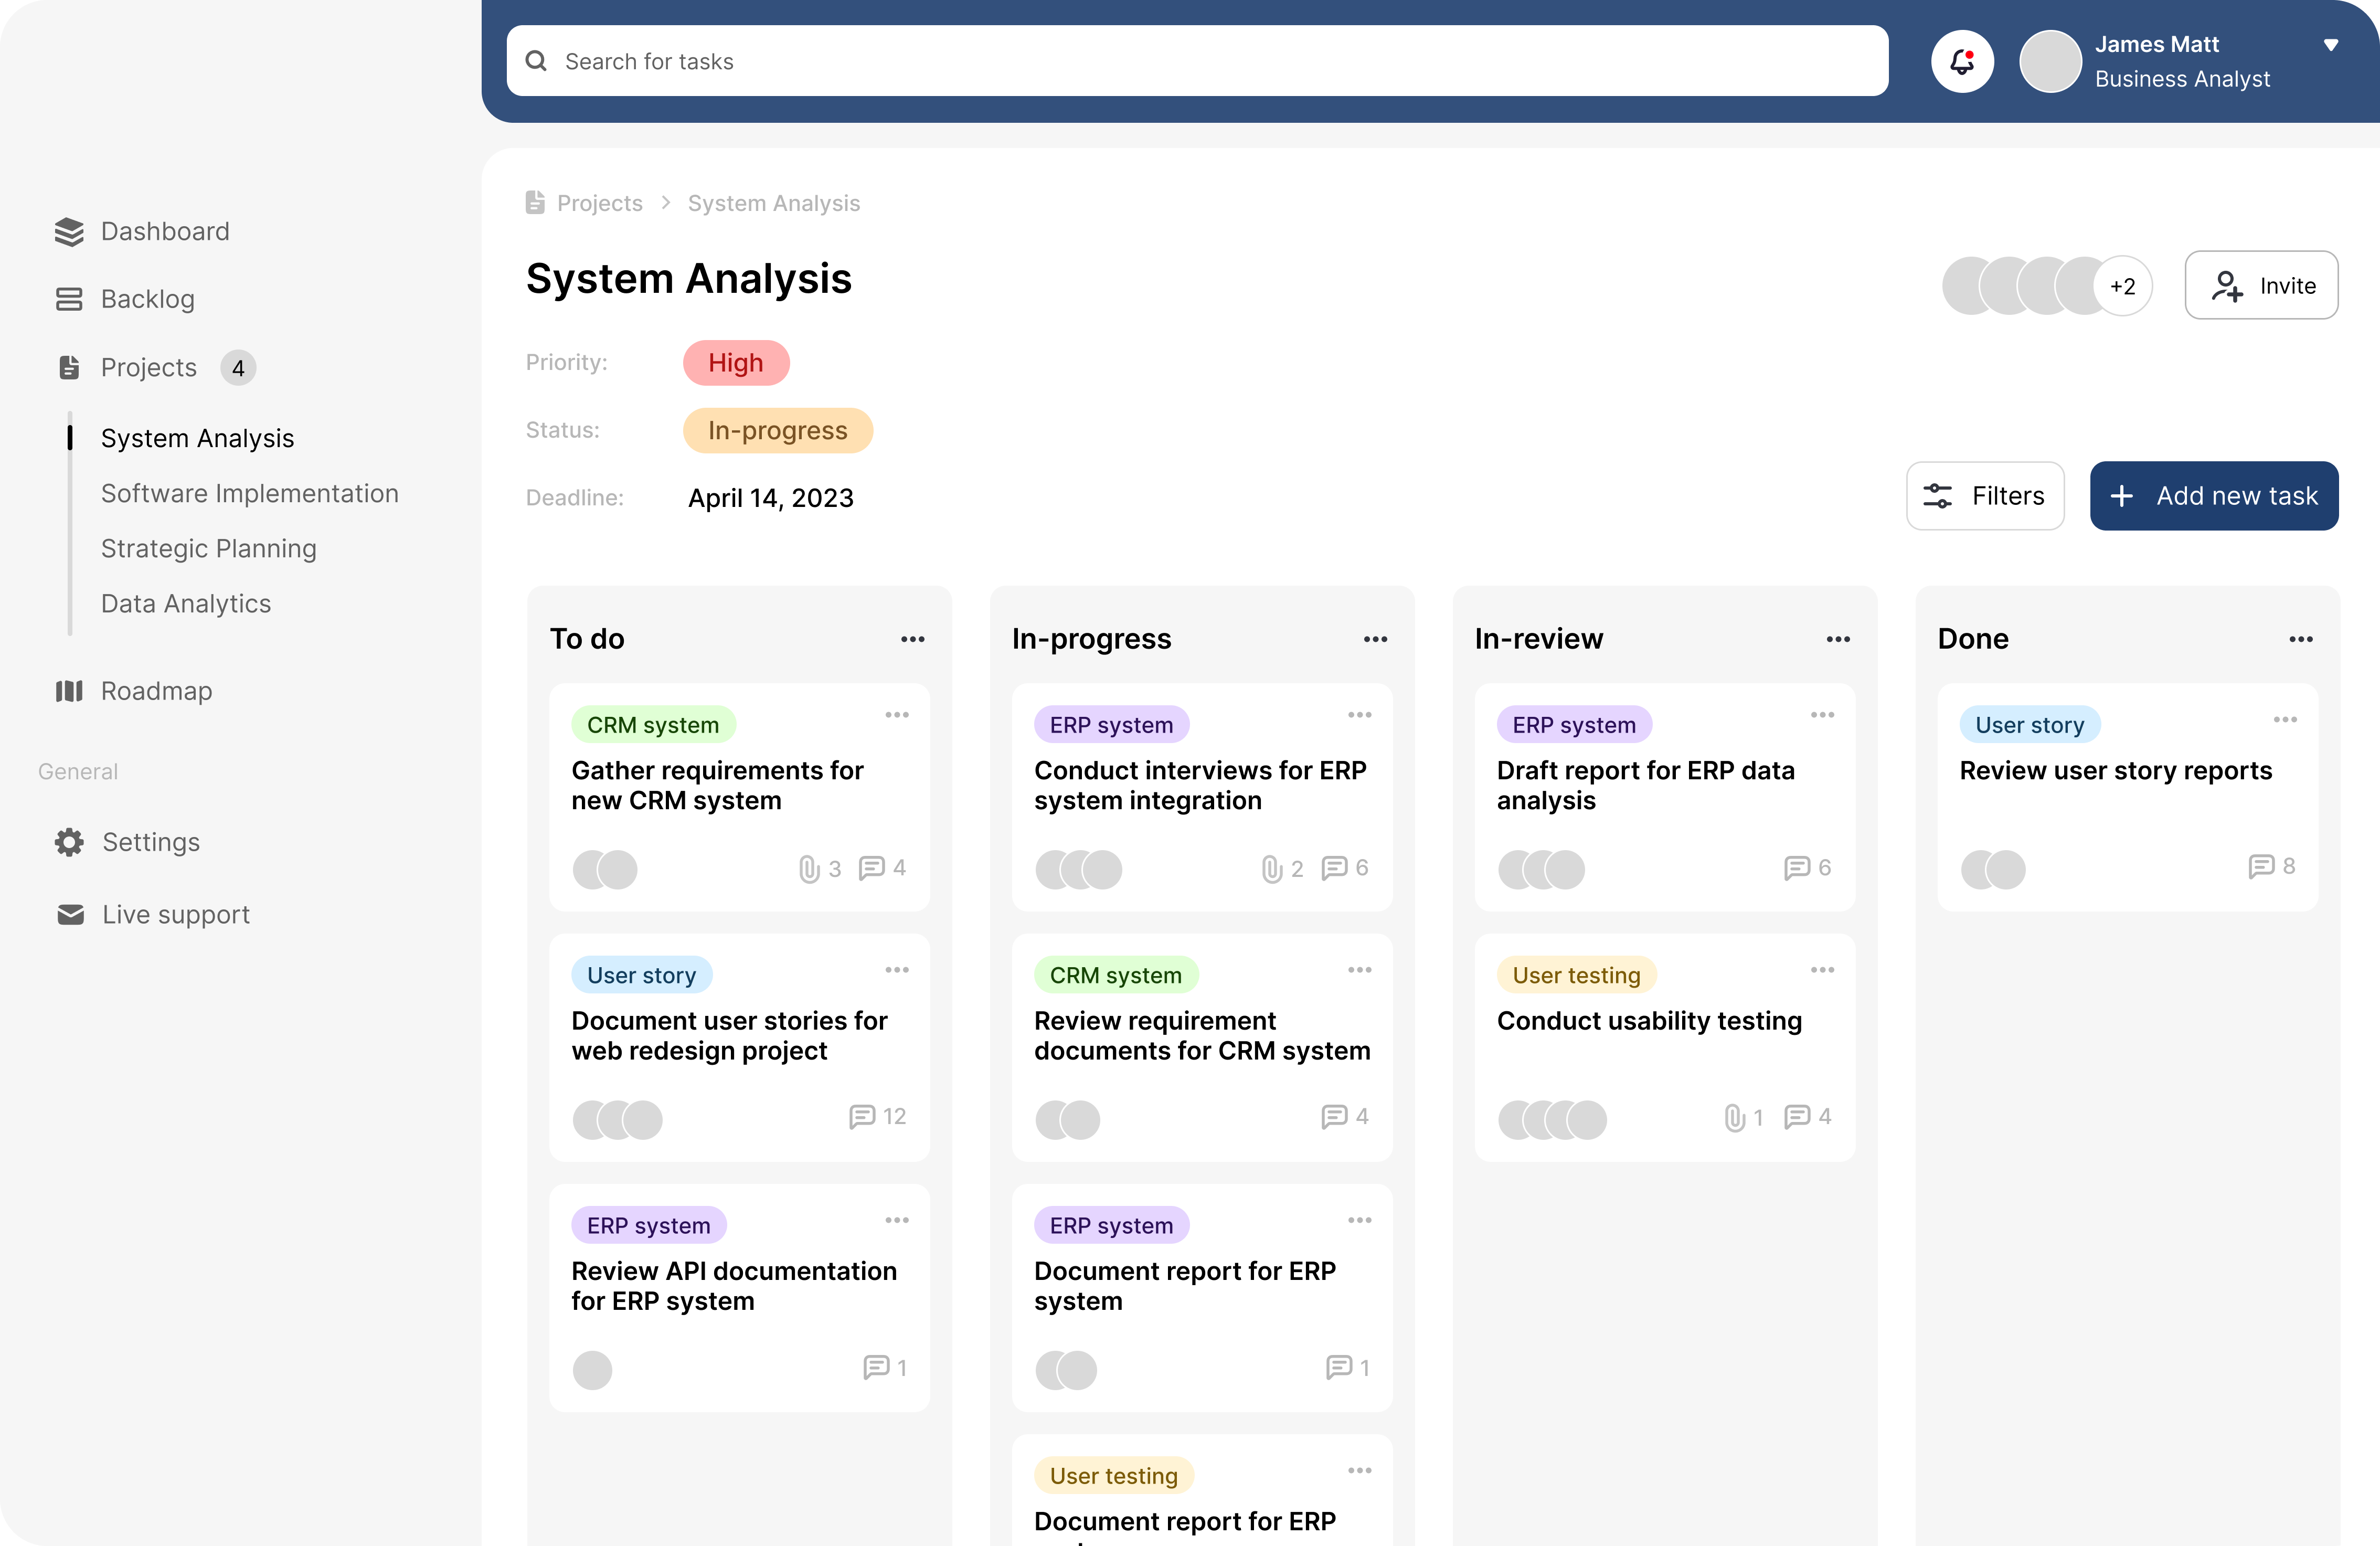 Search for tasks
James Matt
Business Analyst
Dashboard
Backlog
Projects 4
System Analysis
Software Implementation
Strategic Planning
Data Analytics
Roadmap
General
Settings
Live support
Projects > System Analysis
System Analysis
+2
Invite
Priority: High
Status: In-progress
Deadline: April 14, 2023
Filters
+ Add new task
To do
CRM system
Gather requirements for
new CRM system
3 4
User story
Document user stories for
web redesign project
12
ERP system
Review API documentation
for ERP system
1
In-progress
ERP system
Conduct interviews for ERP
system integration
2 6
CRM system
Review requirement
documents for CRM system
4
ERP system
Document report for ERP
system
1
User testing
Document report for ERP
In-review
ERP system
Draft report for ERP data
analysis
6
User testing
Conduct usability testing
1 4
Done
User story
Review user story reports
8